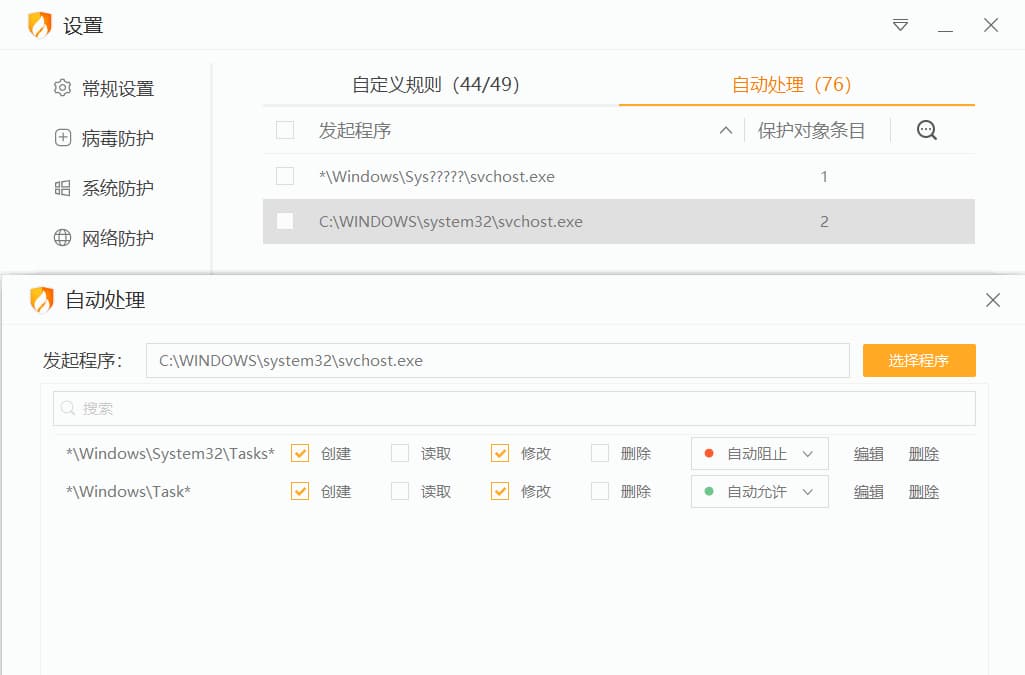 设置
常规设置
病毒防护
系统防护
网络防护
自定义规则（44/49） 自动处理（76）
发起程序 保护对象条目
*\Windows\Sys?????\svchost.exe 1
C:\WINDOWS\system32\svchost.exe 2
自动处理
发起程序： C:\WINDOWS\system32\svchost.exe 选择程序
搜索
*\Windows\System32\Tasks* 创建 读取 修改 删除 自动阻止 编辑 删除
*\Windows\Task* 创建 读取 修改 删除 自动允许 编辑 删除